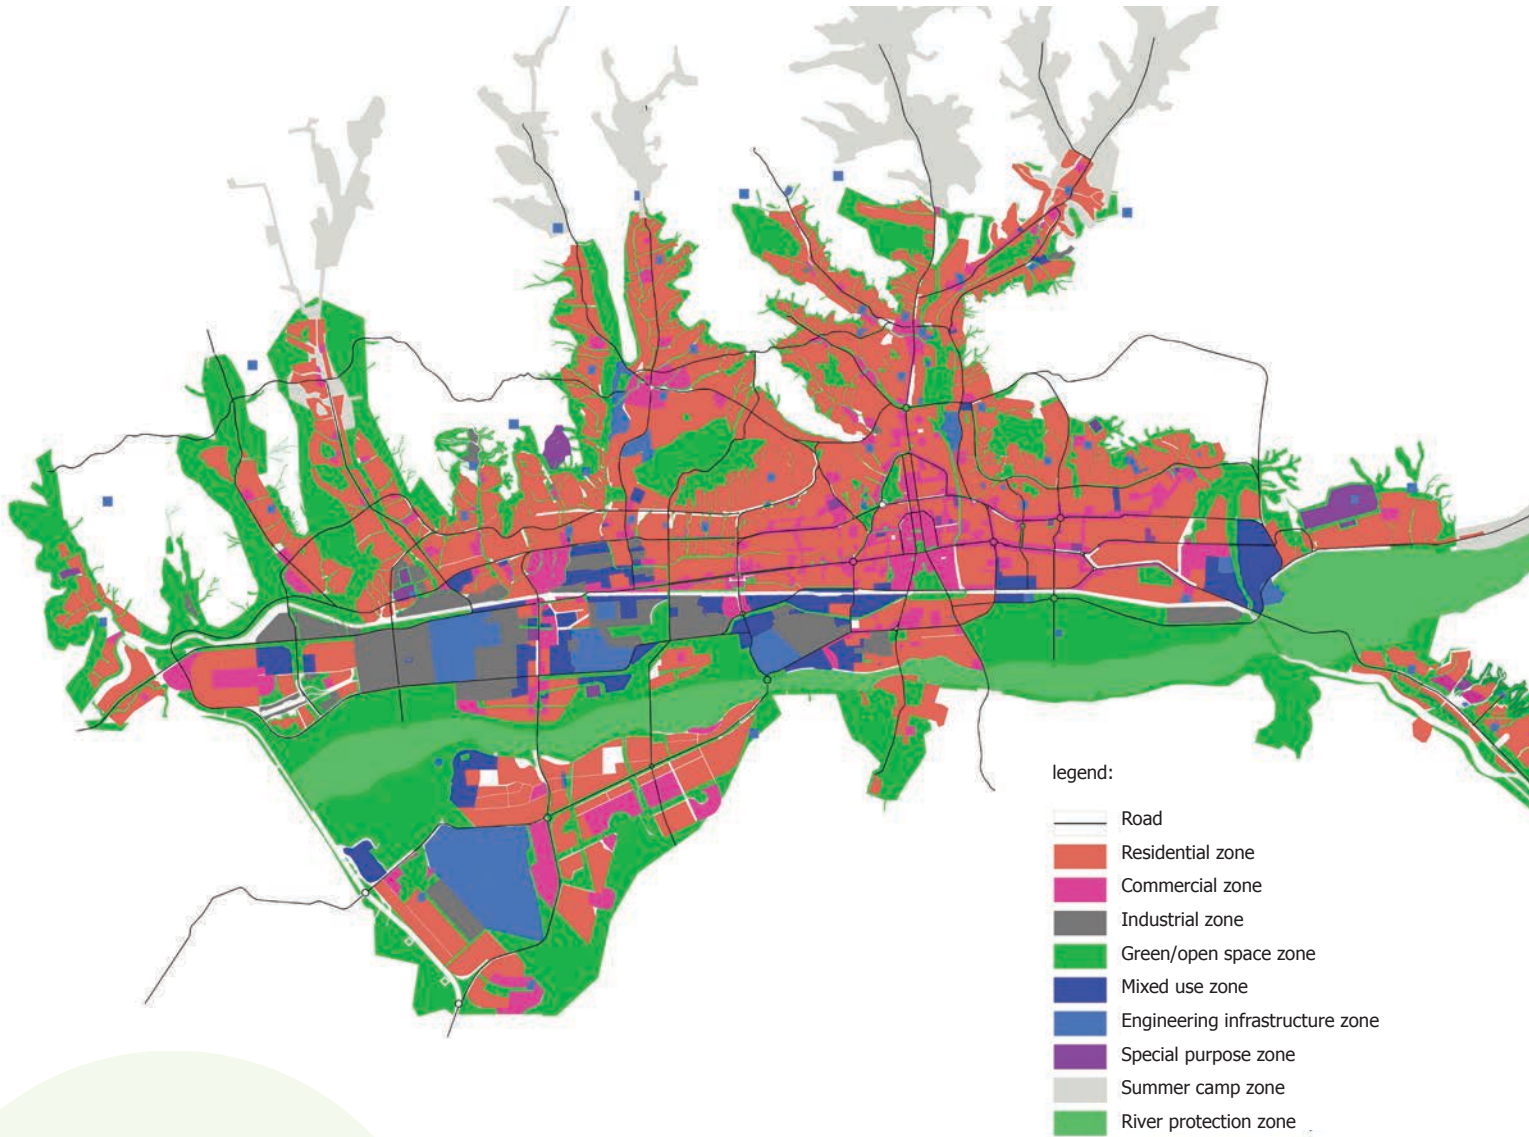 legend:
Road
Residential zone
Commercial zone
Industrial zone
Green/open space zone
Mixed use zone
Engineering infrastructure zone
Special purpose zone
Summer camp zone
River protection zone